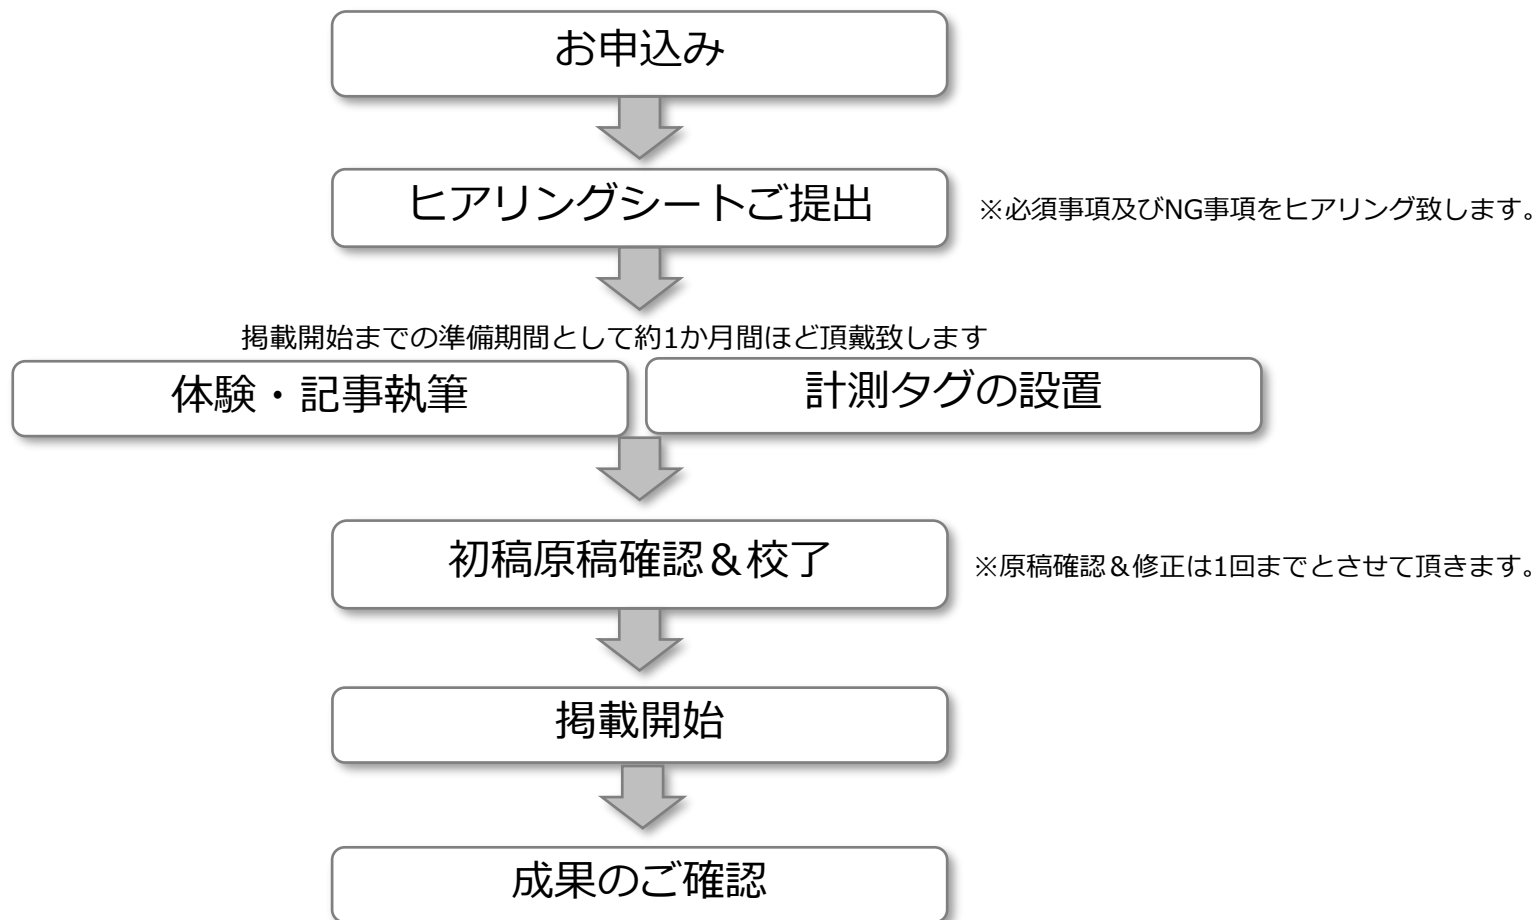 お申込み
ヒアリングシートご提出
※必須事項及びNG事項をヒアリング致します。
掲載開始までの準備期間として約1か月間ほど頂戴致します
体験・記事執筆
計測タグの設置
初稿原稿確認＆校了
※原稿確認＆修正は1回までとさせて頂きます。
掲載開始
成果のご確認